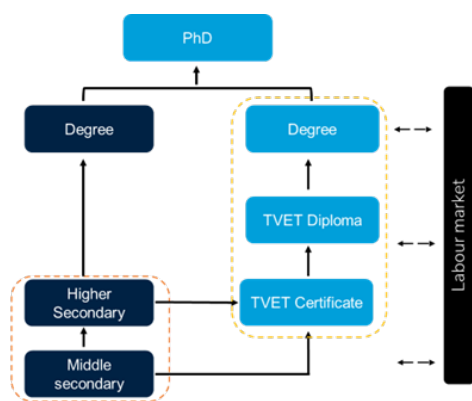 PhD
Degree
Degree
TVET Diploma
Higher
Secondary
TVET Certificate
Middle
secondary
Labour market